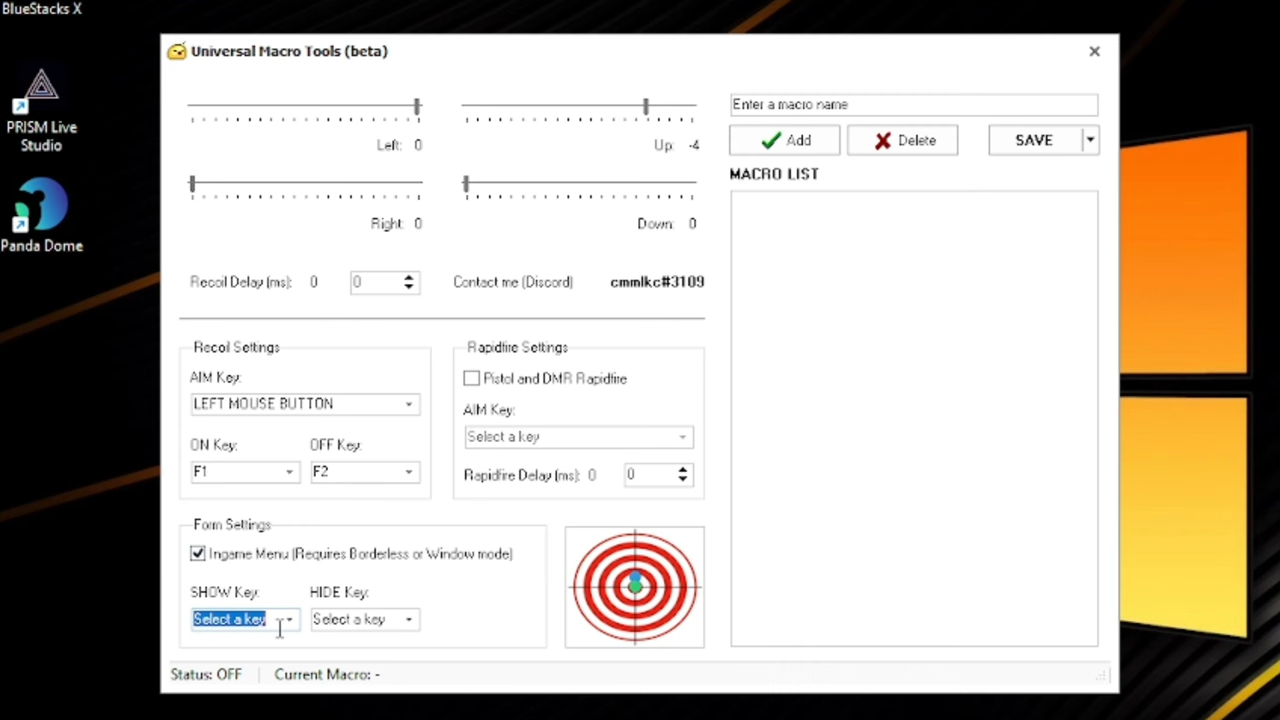 BlueStacks X
PRISM Live
Studio
Panda Dome
Universal Macro Tools (beta)
Left: 0
Up: -4
Right: 0
Down: 0
Recoil Delay (ms): 0
0
Contact me (Discord)
cmmlkc#3109
Enter a macro name
Add
Delete
SAVE
MACRO LIST
Recoil Settings
AIM Key:
LEFT MOUSE BUTTON
ON Key:
OFF Key:
F1
F2
Rapidfire Settings
Pistol and DMR Rapidfire
AIM Key:
Select a key
Rapidfire Delay (ms): 0
0
Form Settings
Ingame Menu (Requires Borderless or Window mode)
SHOW Key:
HIDE Key:
Select a key
Select a key
Status: OFF
Current Macro: -